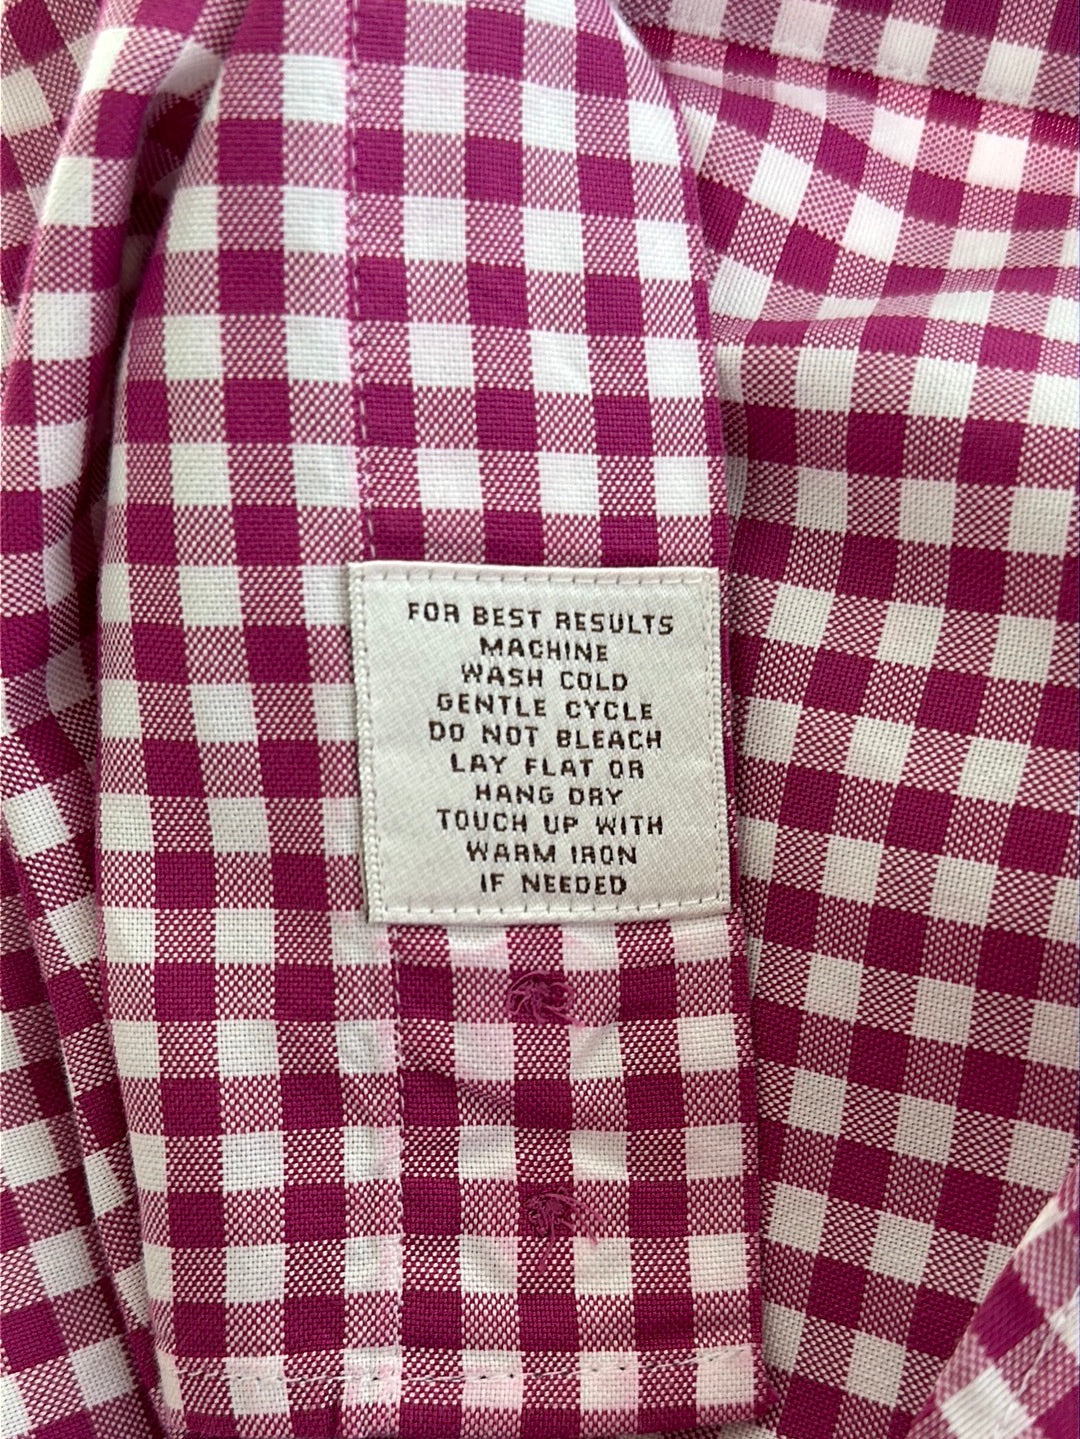 FOR BEST RESULTS
MACHINE
WASH COLD
GENTLE CYCLE
DO NOT BLEACH
LAY FLAT OR
HANG DRY
TOUCH UP WITH
WARM IRON
IF NEEDED